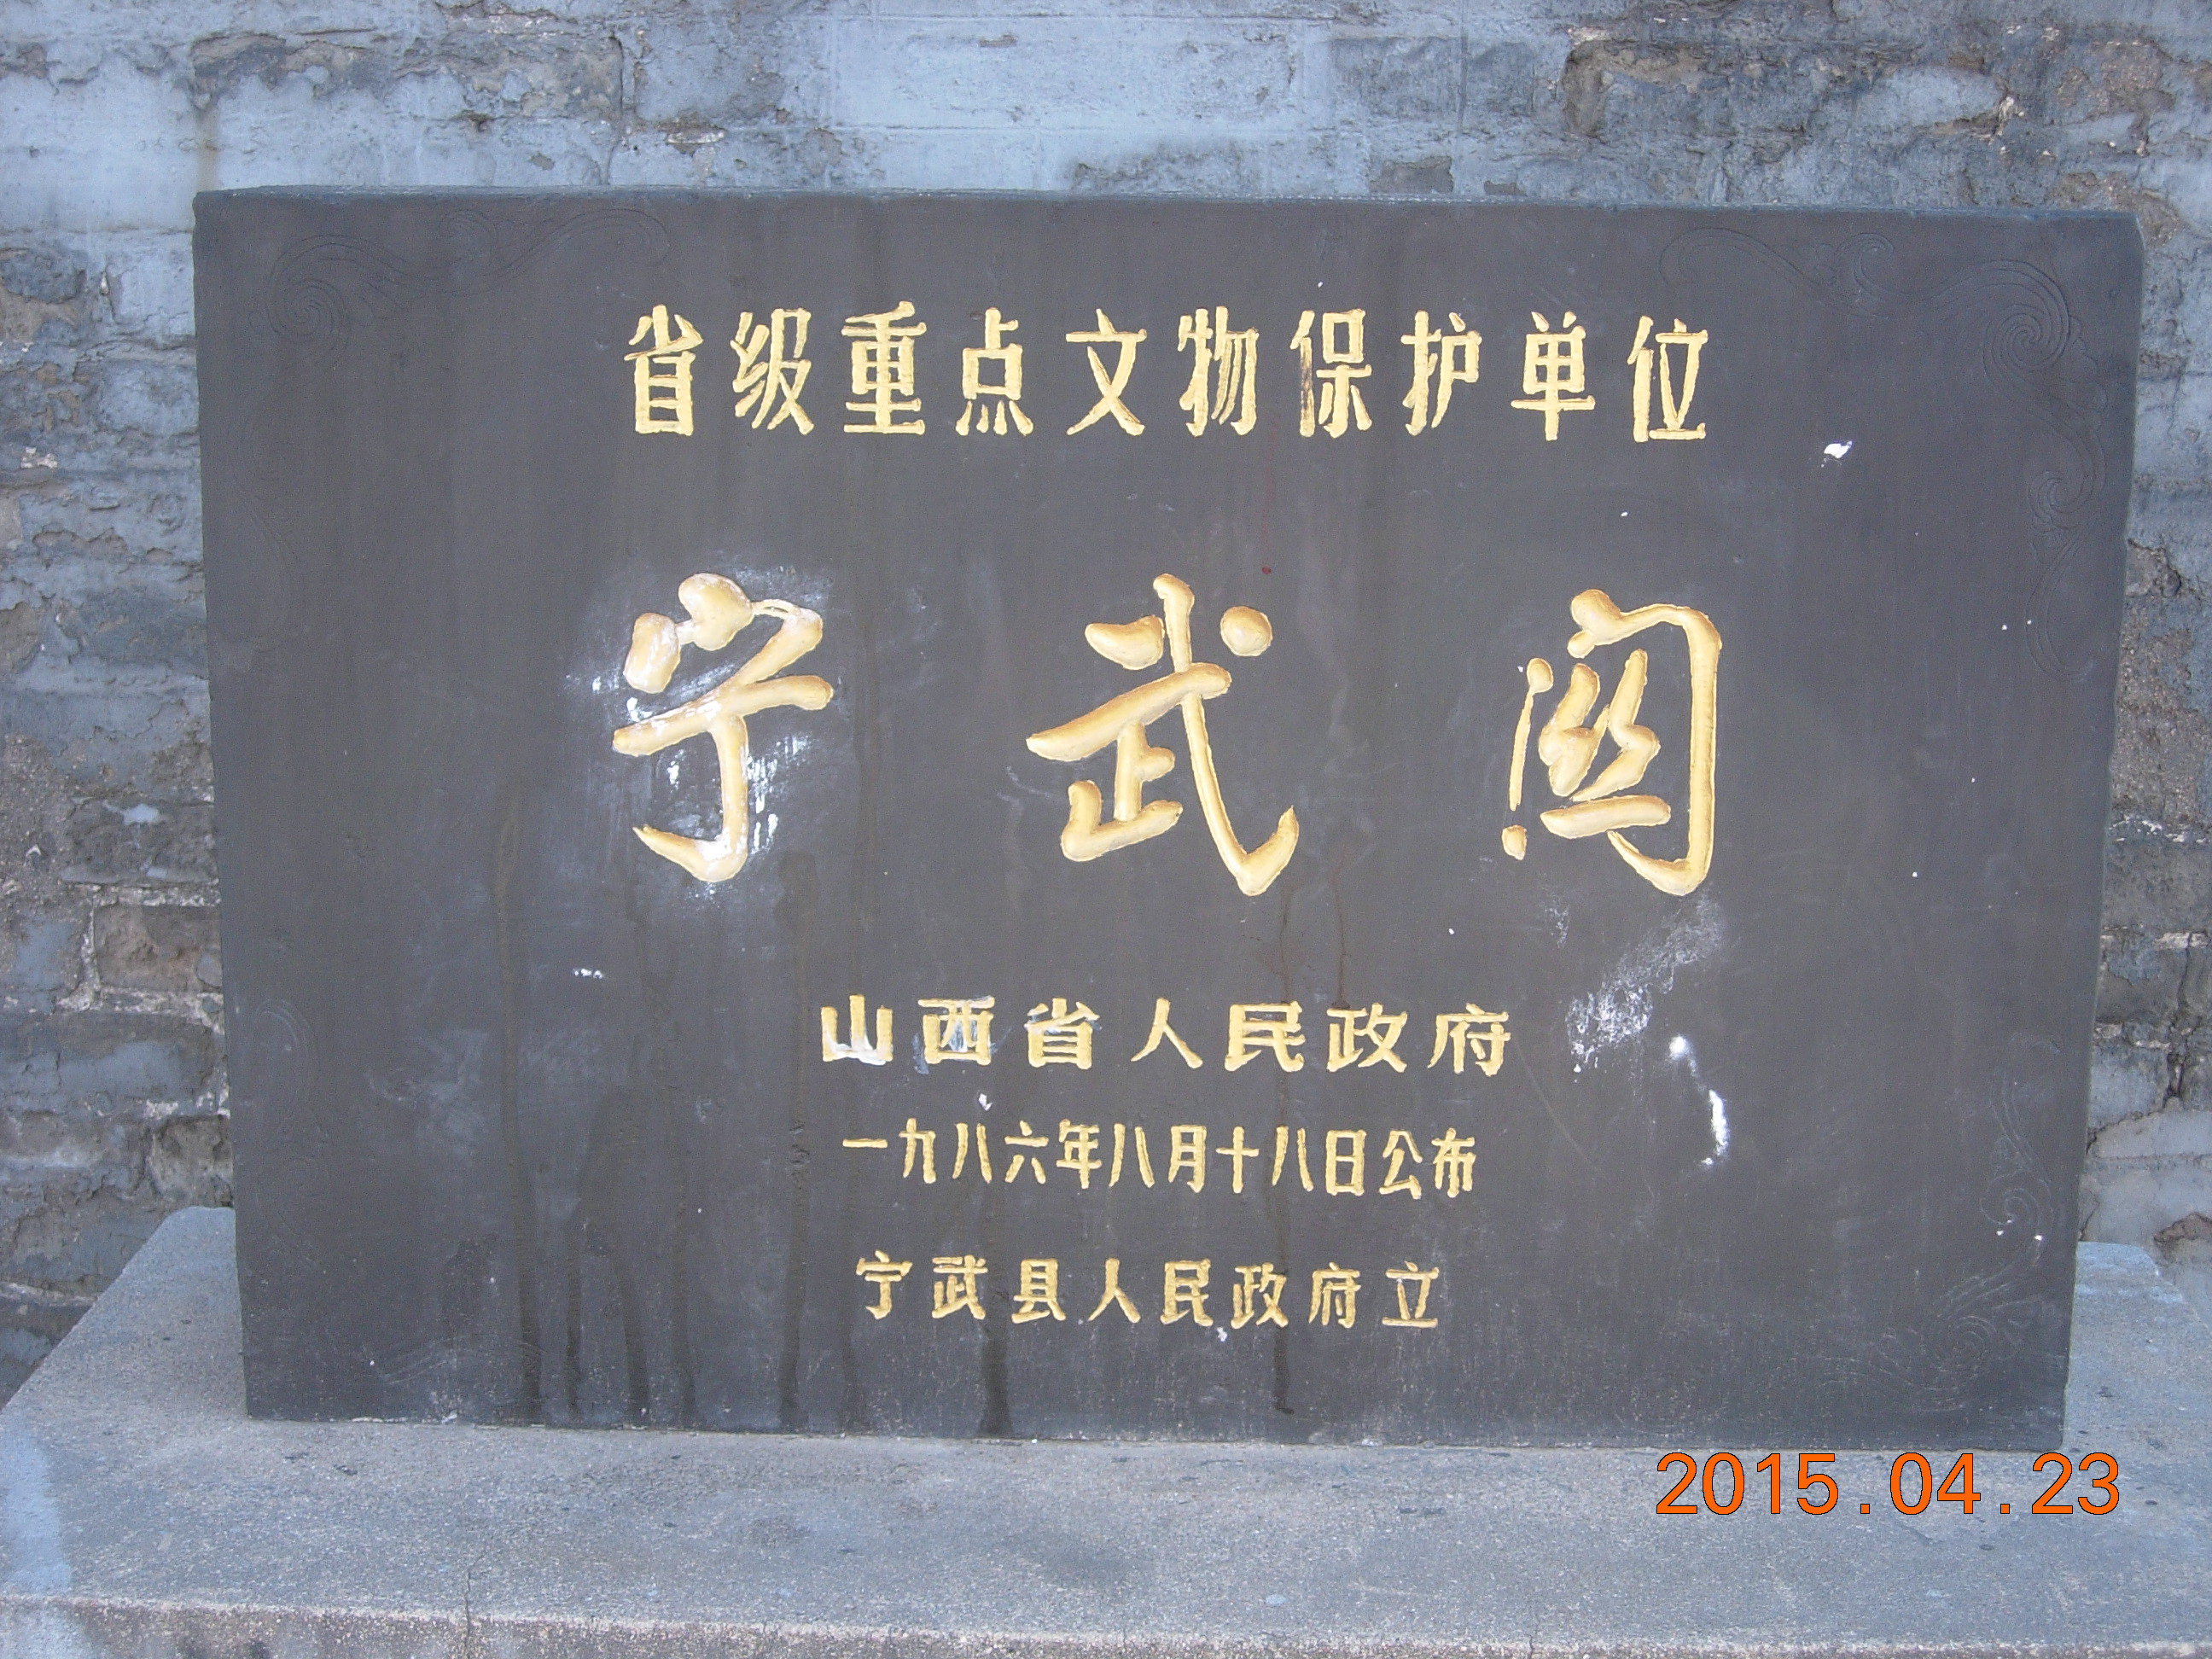 省级重点文物保护单位
宁武関
山西省人民政府
一九八六年八月十八日公布
宁武县人民政府立
2015.04.23